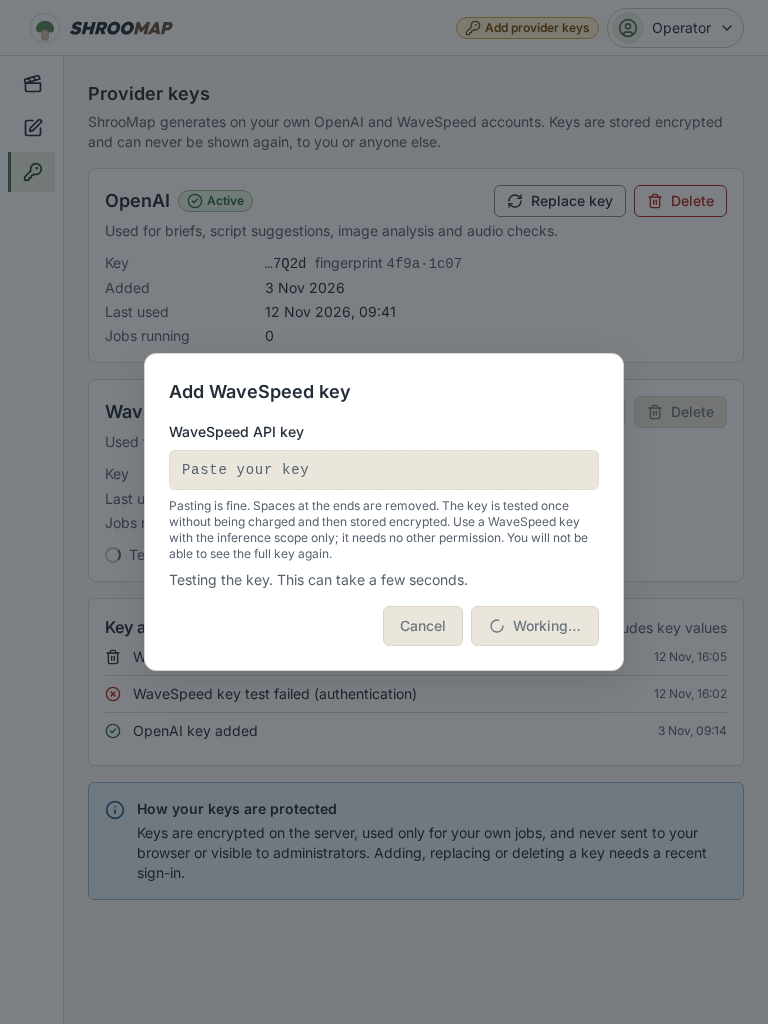 SHROOMAP
Add provider keys
Operator
Provider keys
ShrooMap generates on your own OpenAI and WaveSpeed accounts. Keys are stored encrypted
and can never be shown again, to you or anyone else.
OpenAI
Active
Replace key
Delete
Used for briefs, script suggestions, image analysis and audio checks.
Key
…7Q2d fingerprint 4f9a·1c07
Added
3 Nov 2026
Last used
12 Nov 2026, 09:41
Jobs running
0
Delete
Key
Add WaveSpeed key
WaveSpeed API key
Paste your key
Pasting is fine. Spaces at the ends are removed. The key is tested once
without being charged and then stored encrypted. Use a WaveSpeed key
with the inference scope only; it needs no other permission. You will not be
able to see the full key again.
Testing the key. This can take a few seconds.
Cancel
Working…
Key
key values
12 Nov, 16:05
WaveSpeed key test failed (authentication)
12 Nov, 16:02
OpenAI key added
3 Nov, 09:14
How your keys are protected
Keys are encrypted on the server, used only for your own jobs, and never sent to your
browser or visible to administrators. Adding, replacing or deleting a key needs a recent
sign-in.